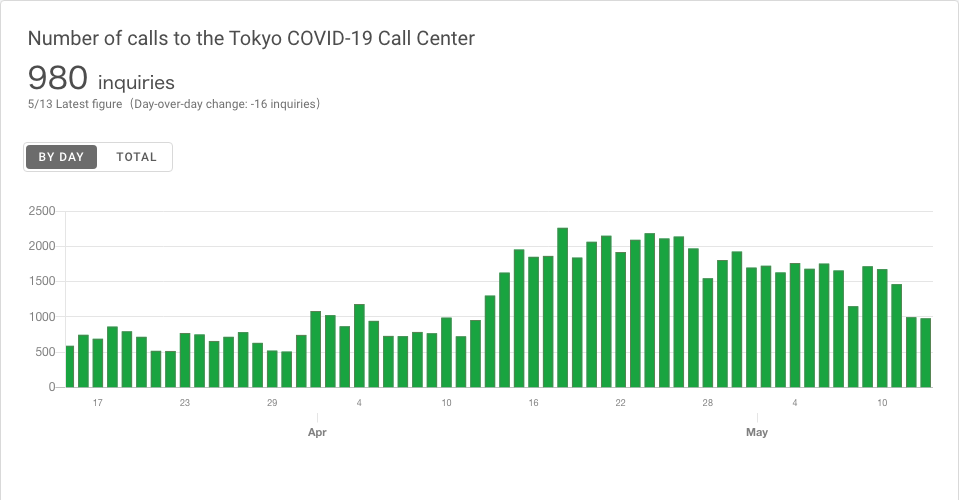 Number of calls to the Tokyo COVID-19 Call Center
980 inquiries
5/13 Latest figure（Day-over-day change: -16 inquiries）
BY DAY TOTAL
2500
2000
1500
1000
500
0
17 23 29 4 10 16 22 28 4 10
Apr May